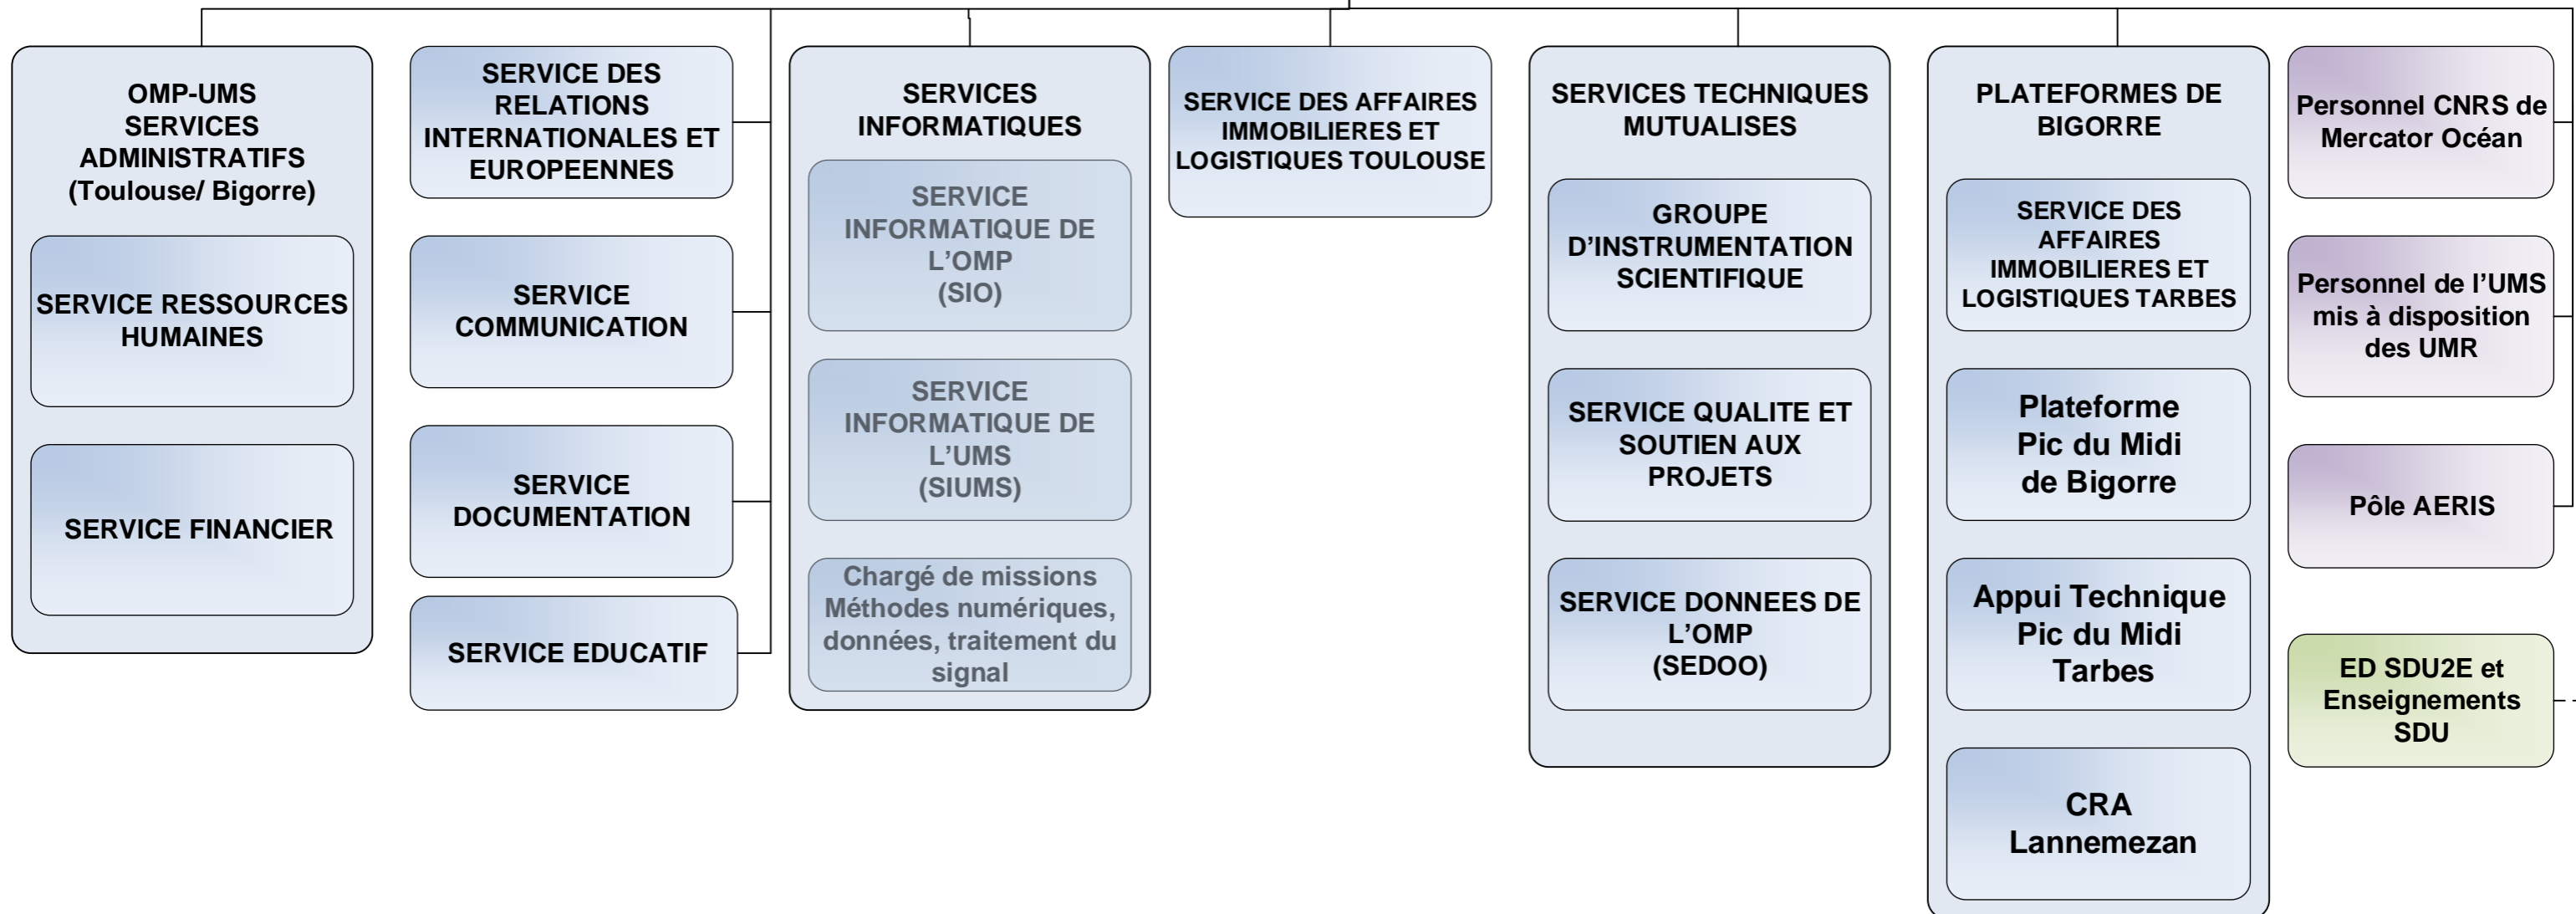 OMP-UMS
SERVICES
ADMINISTRATIFS
(Toulouse/ Bigorre)
SERVICE RESSOURCES
HUMAINES
SERVICE FINANCIER
SERVICE DES
RELATIONS
INTERNATIONALES ET
EUROPEENNES
SERVICE
COMMUNICATION
SERVICE
DOCUMENTATION
SERVICE EDUCATIF
SERVICES
INFORMATIQUES
SERVICE
INFORMATIQUE DE
L’OMP
(SIO)
SERVICE
INFORMATIQUE DE
L’UMS
(SIUMS)
Chargé de missions
Méthodes numériques,
données, traitement du
signal
SERVICE DES AFFAIRES
IMMOBILIERES ET
LOGISTIQUES TOULOUSE
SERVICES TECHNIQUES
MUTUALISES
GROUPE
D’INSTRUMENTATION
SCIENTIFIQUE
SERVICE QUALITE ET
SOUTIEN AUX
PROJETS
SERVICE DONNEES DE
L’OMP
(SEDOO)
PLATEFORMES DE
BIGORRE
SERVICE DES
AFFAIRES
IMMOBILIERES ET
LOGISTIQUES TARBES
Plateforme
Pic du Midi
de Bigorre
Appui Technique
Pic du Midi
Tarbes
CRA
Lannemezan
Personnel CNRS de
Mercator Océan
Personnel de l’UMS
mis à disposition
des UMR
Pôle AERIS
ED SDU2E et
Enseignements
SDU